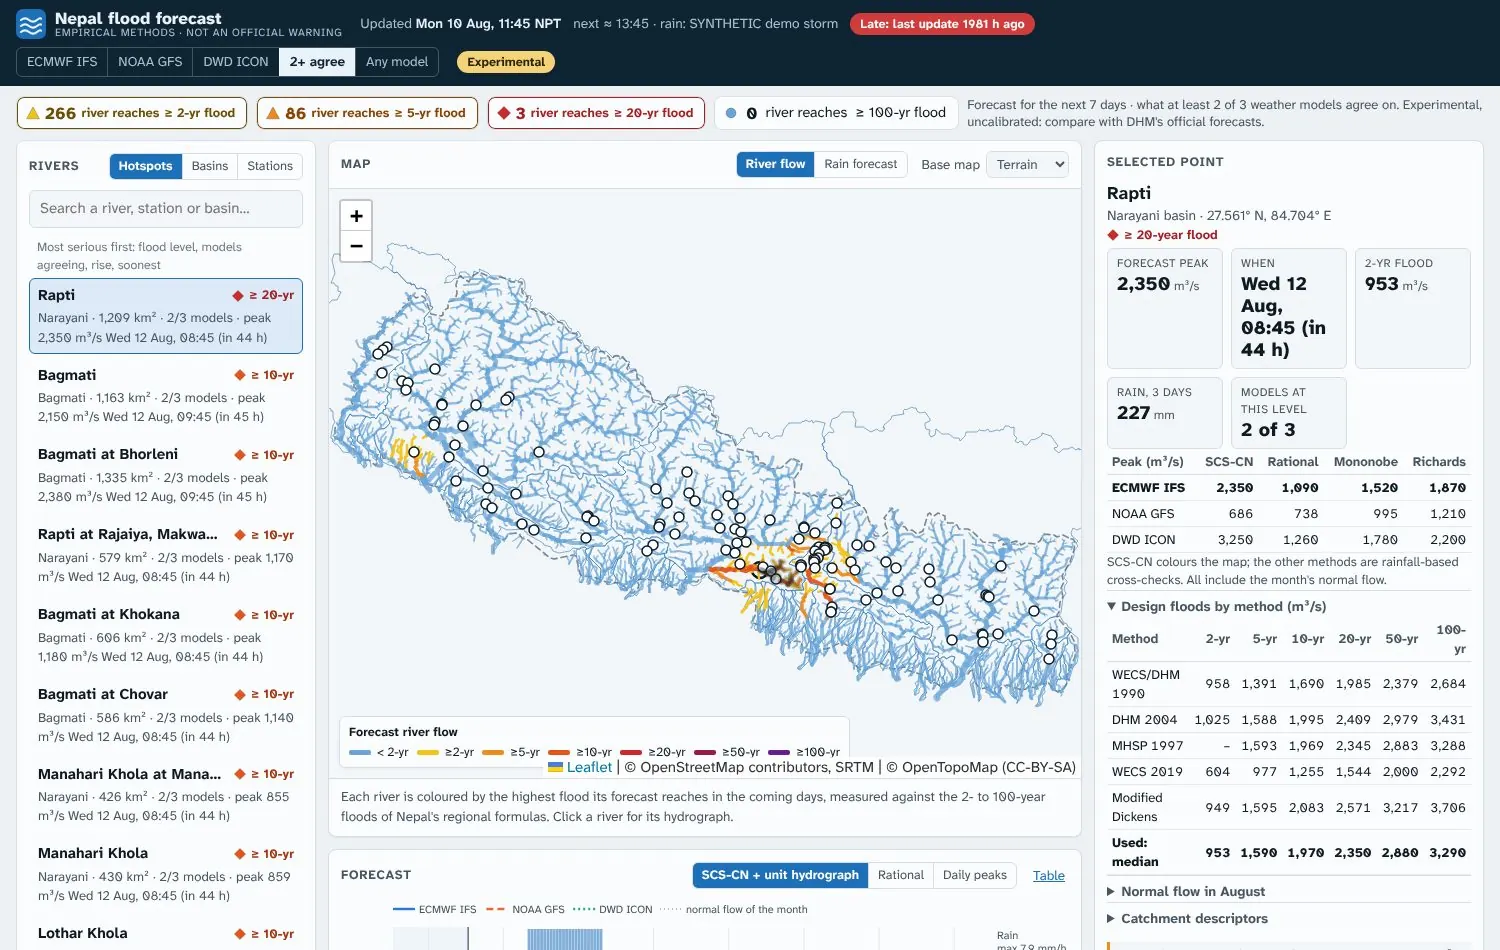 Nepal flood forecast
EMPIRICAL METHODS · NOT AN OFFICIAL WARNING
Updated Mon 10 Aug, 11:45 NPT next ≈ 13:45 · rain: SYNTHETIC demo storm
Late: last update 1981 h ago
ECMWF IFS NOAA GFS DWD ICON 2+ agree Any model
Experimental
266 river reaches ≥ 2-yr flood
86 river reaches ≥ 5-yr flood
3 river reaches ≥ 20-yr flood
0 river reaches ≥ 100-yr flood
Forecast for the next 7 days · what at least 2 of 3 weather models agree on. Experimental,
uncalibrated: compare with DHM's official forecasts.
RIVERS
Hotspots Basins Stations
Search a river, station or basin...
Most serious first: flood level, models
agreeing, rise, soonest
Rapti ≥ 20-yr
Narayani · 1,209 km² · 2/3 models · peak
2,350 m³/s Wed 12 Aug, 08:45 (in 44 h)
Bagmati ≥ 10-yr
Bagmati · 1,163 km² · 2/3 models · peak
2,150 m³/s Wed 12 Aug, 09:45 (in 45 h)
Bagmati at Bhorleni ≥ 10-yr
Bagmati · 1,335 km² · 2/3 models · peak
2,380 m³/s Wed 12 Aug, 09:45 (in 45 h)
Rapti at Rajaiya, Makwa... ≥ 10-yr
Narayani · 579 km² · 2/3 models · peak 1,170
m³/s Wed 12 Aug, 08:45 (in 44 h)
Bagmati at Khokana ≥ 10-yr
Bagmati · 606 km² · 2/3 models · peak
1,180 m³/s Wed 12 Aug, 08:45 (in 44 h)
Bagmati at Chovar ≥ 10-yr
Bagmati · 586 km² · 2/3 models · peak 1,140
m³/s Wed 12 Aug, 08:45 (in 44 h)
Manahari Khola at Mana... ≥ 10-yr
Narayani · 426 km² · 2/3 models · peak 855
m³/s Wed 12 Aug, 08:45 (in 44 h)
Manahari Khola ≥ 10-yr
Narayani · 430 km² · 2/3 models · peak 859
m³/s Wed 12 Aug, 08:45 (in 44 h)
Lothar Khola ≥ 10-yr
MAP
River flow Rain forecast
Base map Terrain
+
−
Forecast river flow
< 2-yr ≥2-yr ≥5-yr ≥10-yr ≥20-yr ≥50-yr ≥100-yr
Leaflet | © OpenStreetMap contributors, SRTM | © OpenTopoMap (CC-BY-SA)
Each river is coloured by the highest flood its forecast reaches in the coming days, measured against the 2- to 100-year
floods of Nepal's regional formulas. Click a river for its hydrograph.
FORECAST
SCS-CN + unit hydrograph Rational Daily peaks
Table
ECMWF IFS NOAA GFS DWD ICON normal flow of the month
Rain
max 7.9 mm/h
SELECTED POINT
Rapti
Narayani basin · 27.561° N, 84.704° E
≥ 20-year flood
FORECAST PEAK
2,350 m³/s
WHEN
Wed 12
Aug,
08:45 (in
44 h)
2-YR FLOOD
953 m³/s
RAIN, 3 DAYS
227 mm
MODELS AT
THIS LEVEL
2 of 3
Peak (m³/s) SCS-CN Rational Mononobe Richards
ECMWF IFS 2,350 1,090 1,520 1,870
NOAA GFS 686 738 995 1,210
DWD ICON 3,250 1,260 1,780 2,200
SCS-CN colours the map; the other methods are rainfall-based
cross-checks. All include the month's normal flow.
▼ Design floods by method (m³/s)
Method 2-yr 5-yr 10-yr 20-yr 50-yr 100-
yr
WECS/DHM
1990 958 1,391 1,690 1,985 2,379 2,684
DHM 2004 1,025 1,588 1,995 2,409 2,979 3,431
MHSP 1997 – 1,593 1,969 2,345 2,883 3,288
WECS 2019 604 977 1,255 1,544 2,000 2,292
Modified
Dickens 949 1,595 2,083 2,571 3,217 3,706
Used:
median 953 1,590 1,970 2,350 2,880 3,290
▶ Normal flow in August
▶ Catchment descriptors